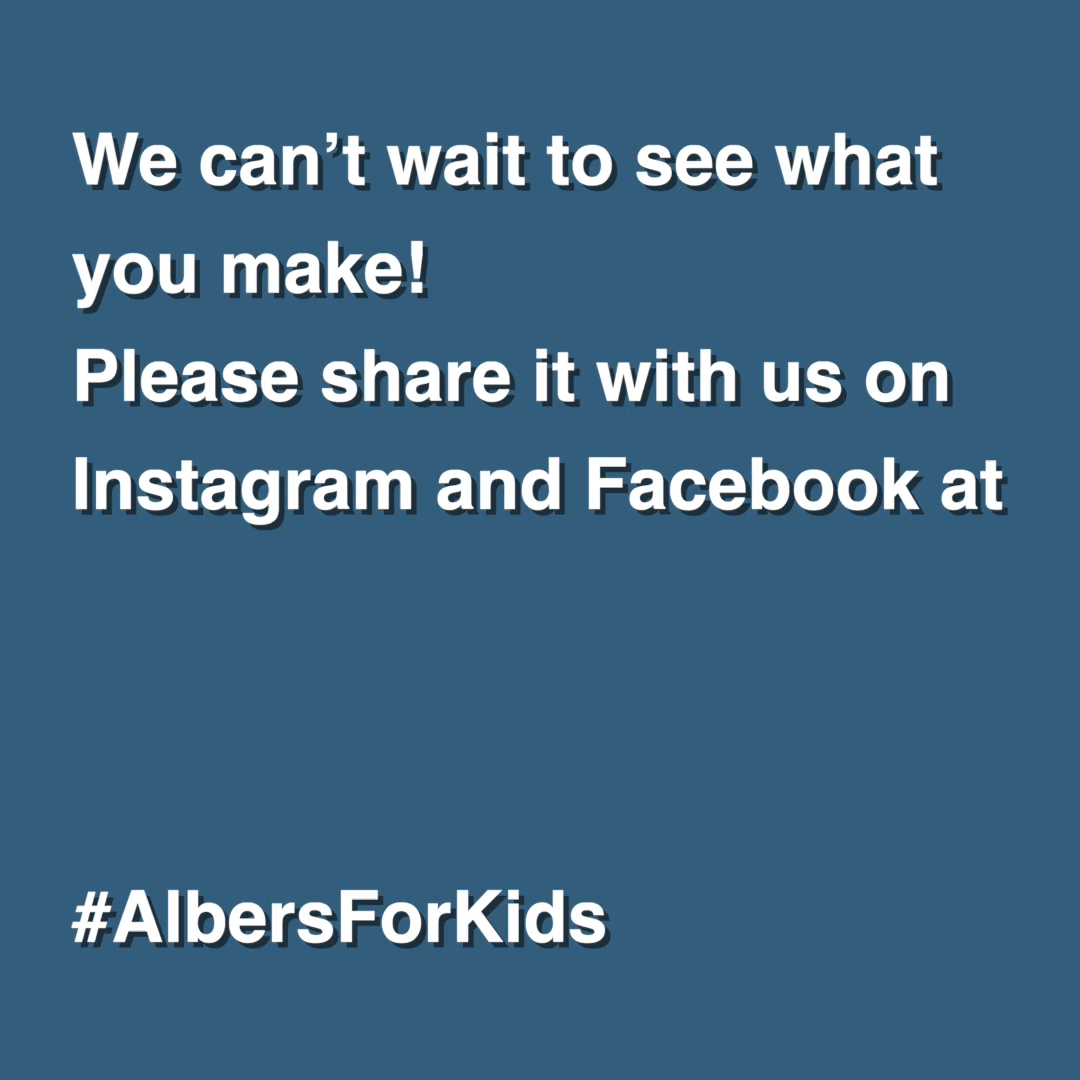 We can’t wait to see what
you make!
Please share it with us on
Instagram and Facebook at
#AlbersForKids